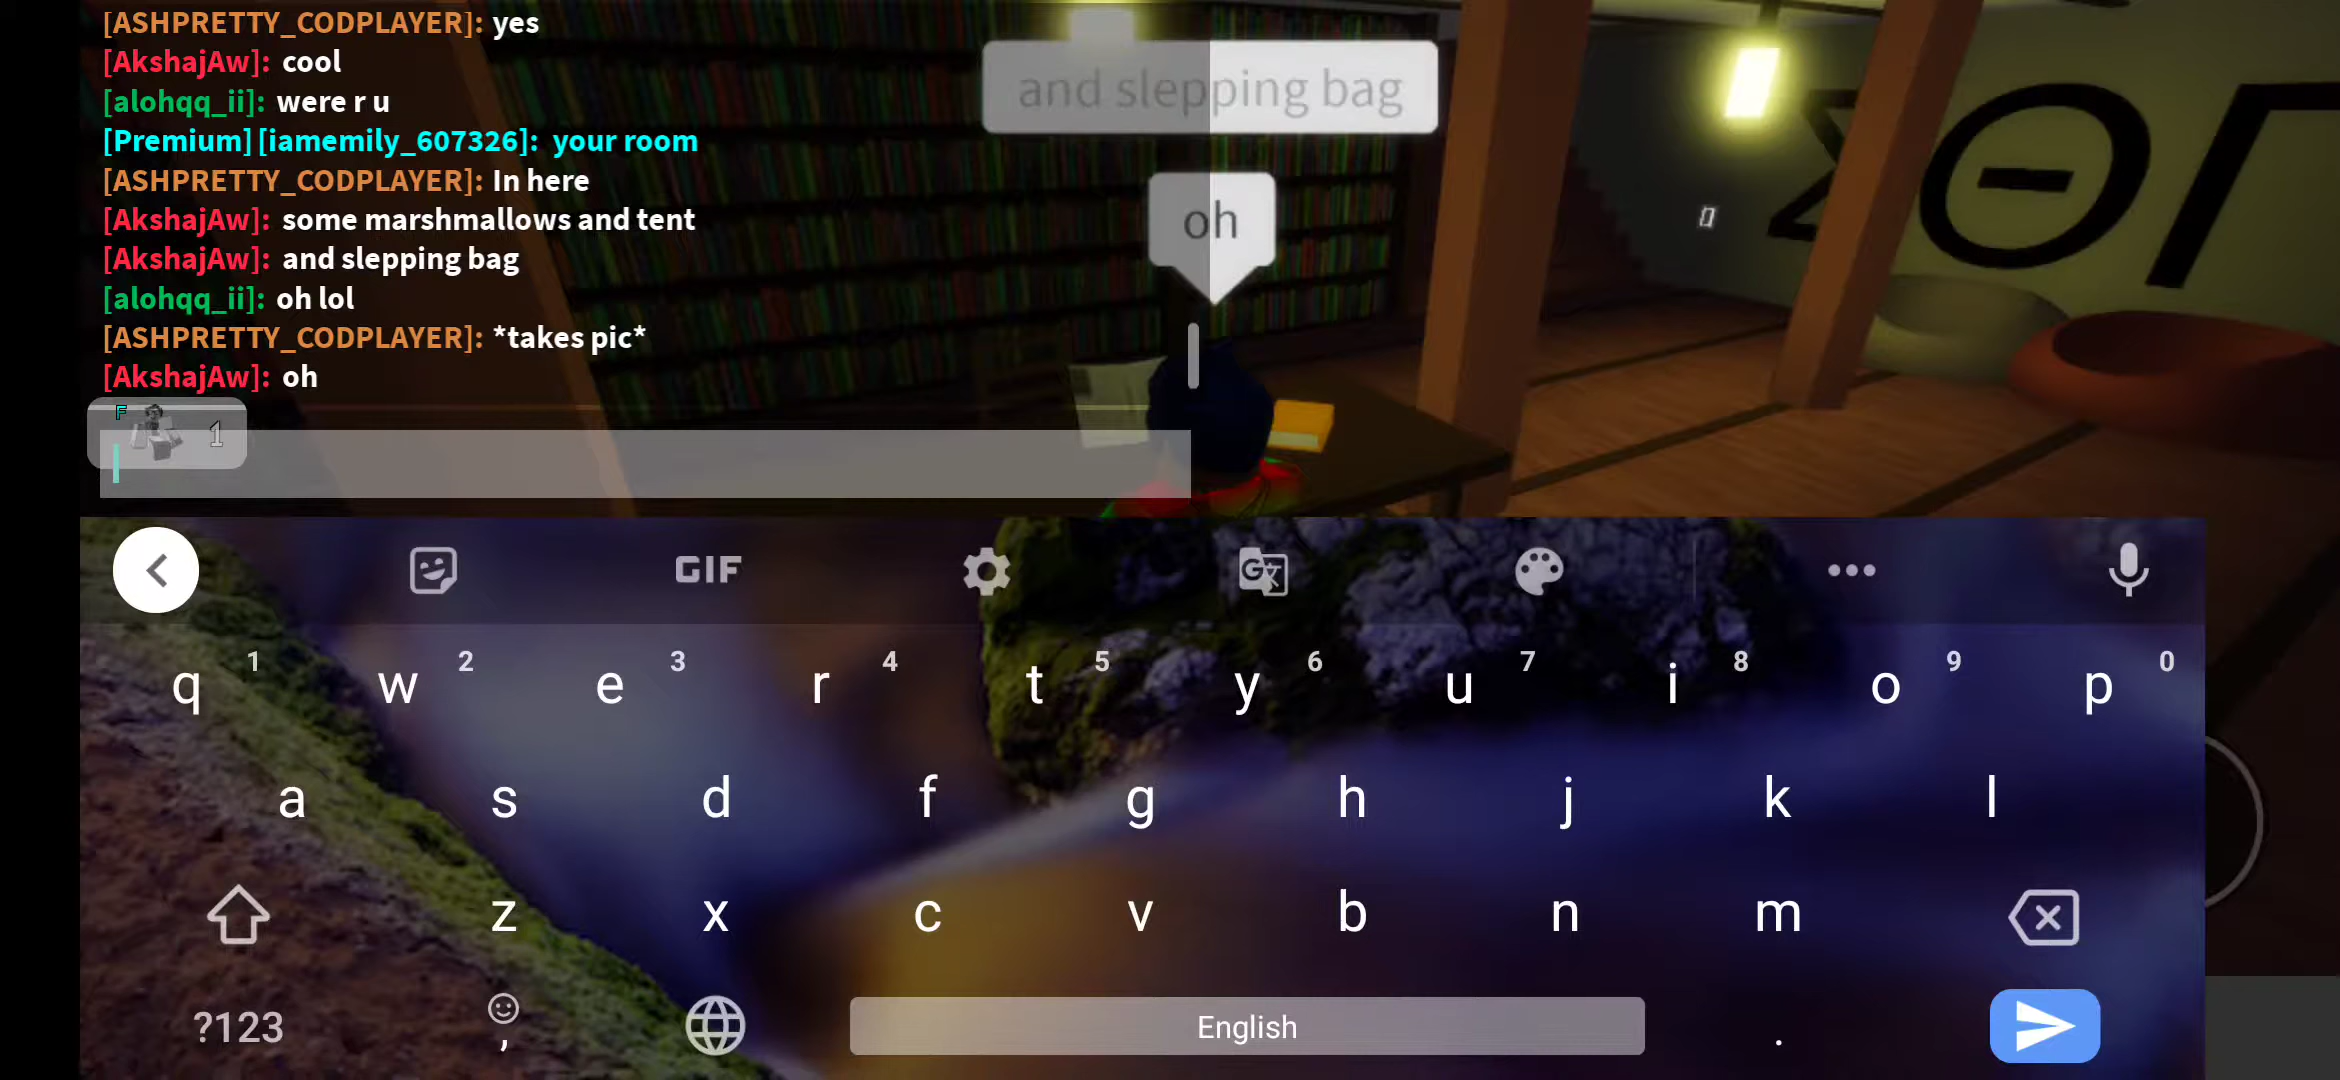 [ASHPRETTY_CODPLAYER]: yes
[AkshajAw]: cool
[alohqq_ii]: were r u
[Premium] [iamemily_607326]: your room
[ASHPRETTY_CODPLAYER]: In here
[AkshajAw]: some marshmallows and tent
[AkshajAw]: and slepping bag
[alohqq_ii]: oh lol
[ASHPRETTY_CODPLAYER]: *takes pic*
[AkshajAw]: oh
and slepping bag
oh
ΣΘΓ
F
1
GIF
G
q 1 w 2 e 3 r 4 t 5 y 6 u 7 i 8 o 9 p 0
a s d f g h j k l
z x c v b n m
?123 , English .